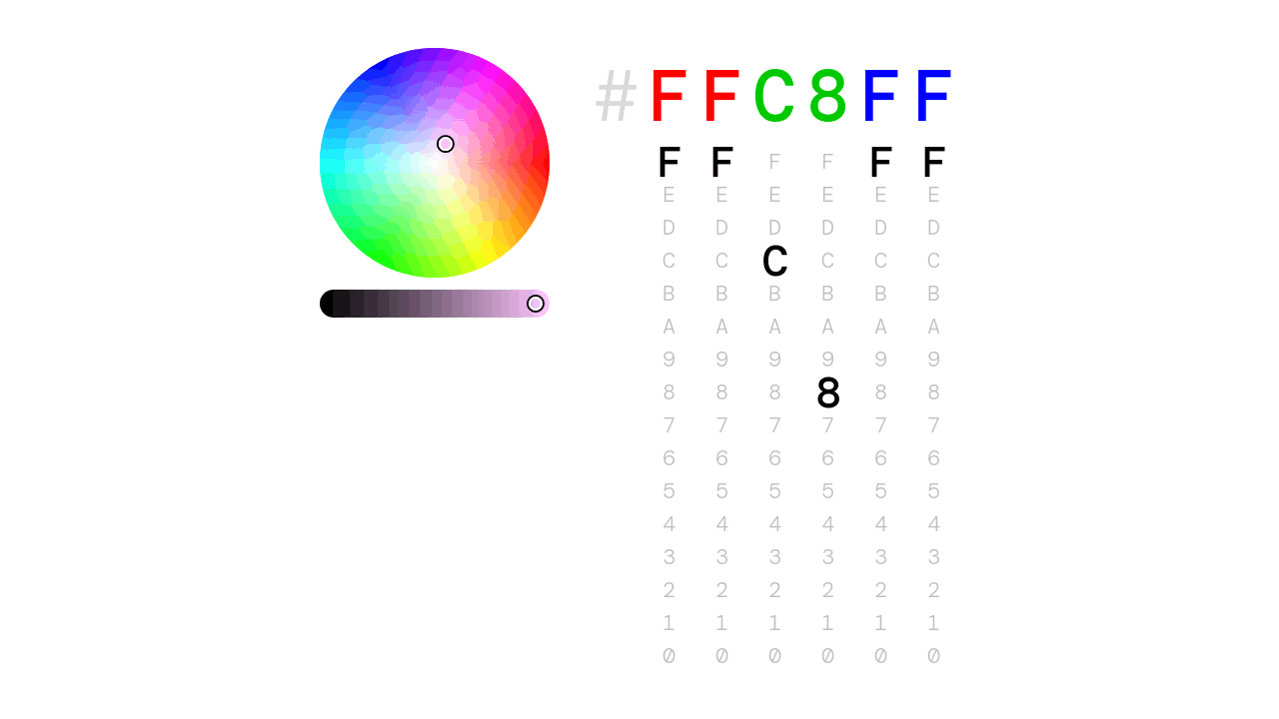 #FFC8FF
F F F F F F
E E E E E E
D D D D D D
C C C C C C
B B B B B B
A A A A A A
9 9 9 9 9 9
8 8 8 8 8 8
7 7 7 7 7 7
6 6 6 6 6 6
5 5 5 5 5 5
4 4 4 4 4 4
3 3 3 3 3 3
2 2 2 2 2 2
1 1 1 1 1 1
0 0 0 0 0 0